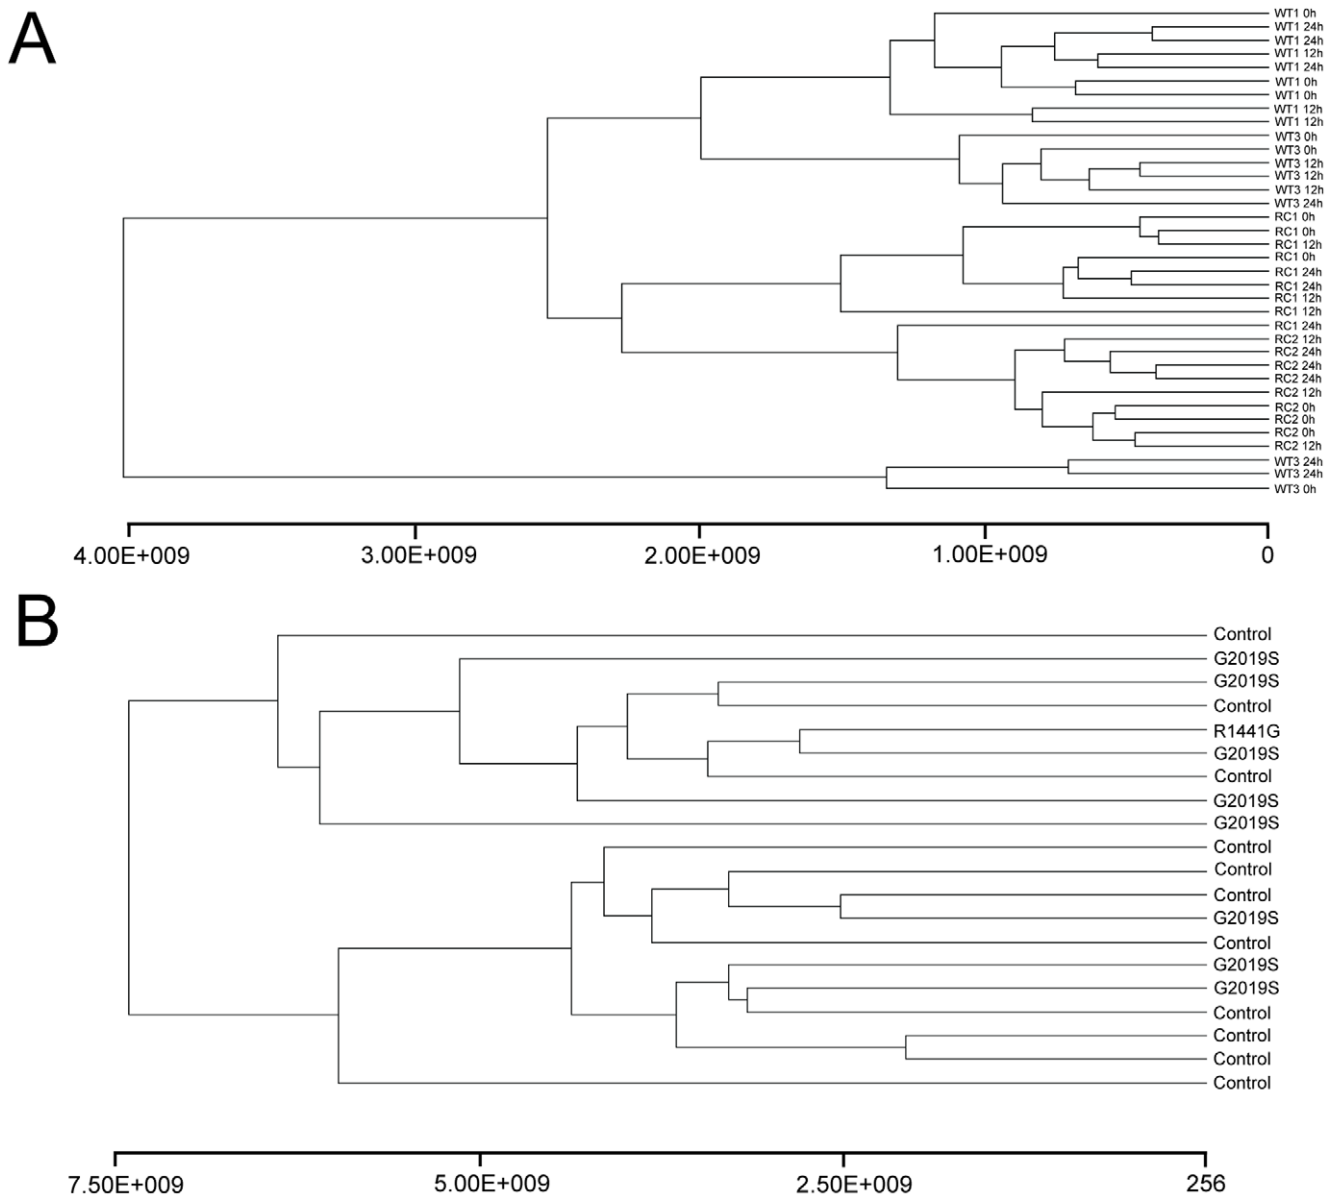 A
WT1 0h
WT1 24h
WT1 24h
WT1 12h
WT1 24h
WT1 0h
WT1 0h
WT1 12h
WT1 12h
WT3 0h
WT3 0h
WT3 12h
WT3 12h
WT3 12h
WT3 24h
RC1 0h
RC1 0h
RC1 12h
RC1 0h
RC1 24h
RC1 24h
RC1 12h
RC1 12h
RC1 24h
RC2 12h
RC2 24h
RC2 24h
RC2 24h
RC2 12h
RC2 0h
RC2 0h
RC2 0h
RC2 12h
WT3 24h
WT3 24h
WT3 0h
4.00E+009 3.00E+009 2.00E+009 1.00E+009 0
B
Control
G2019S
G2019S
Control
R1441G
G2019S
Control
G2019S
G2019S
Control
Control
Control
G2019S
Control
G2019S
G2019S
Control
Control
Control
Control
7.50E+009 5.00E+009 2.50E+009 256